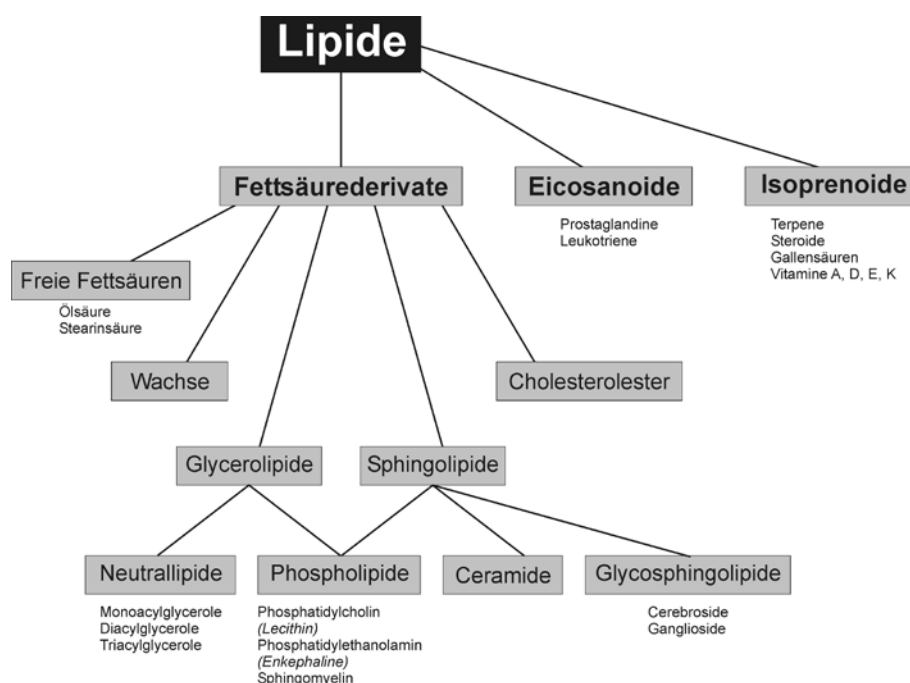 Lipide
Fettsäurederivate
Eicosanoide
Isoprenoide
Prostaglandine
Leukotriene
Terpene
Steroide
Gallensäuren
Vitamine A, D, E, K
Freie Fettsäuren
Ölsäure
Stearinsäure
Wachse
Cholesterolester
Glycerolipide
Sphingolipide
Neutrallipide
Phospholipide
Ceramide
Glycosphingolipide
Monoacylglycerole
Diacylglycerole
Triacylglycerole
Phosphatidylcholin
(Lecithin)
Phosphatidylethanolamin
(Enkephaline)
Sphingomyelin
Cerebroside
Ganglioside